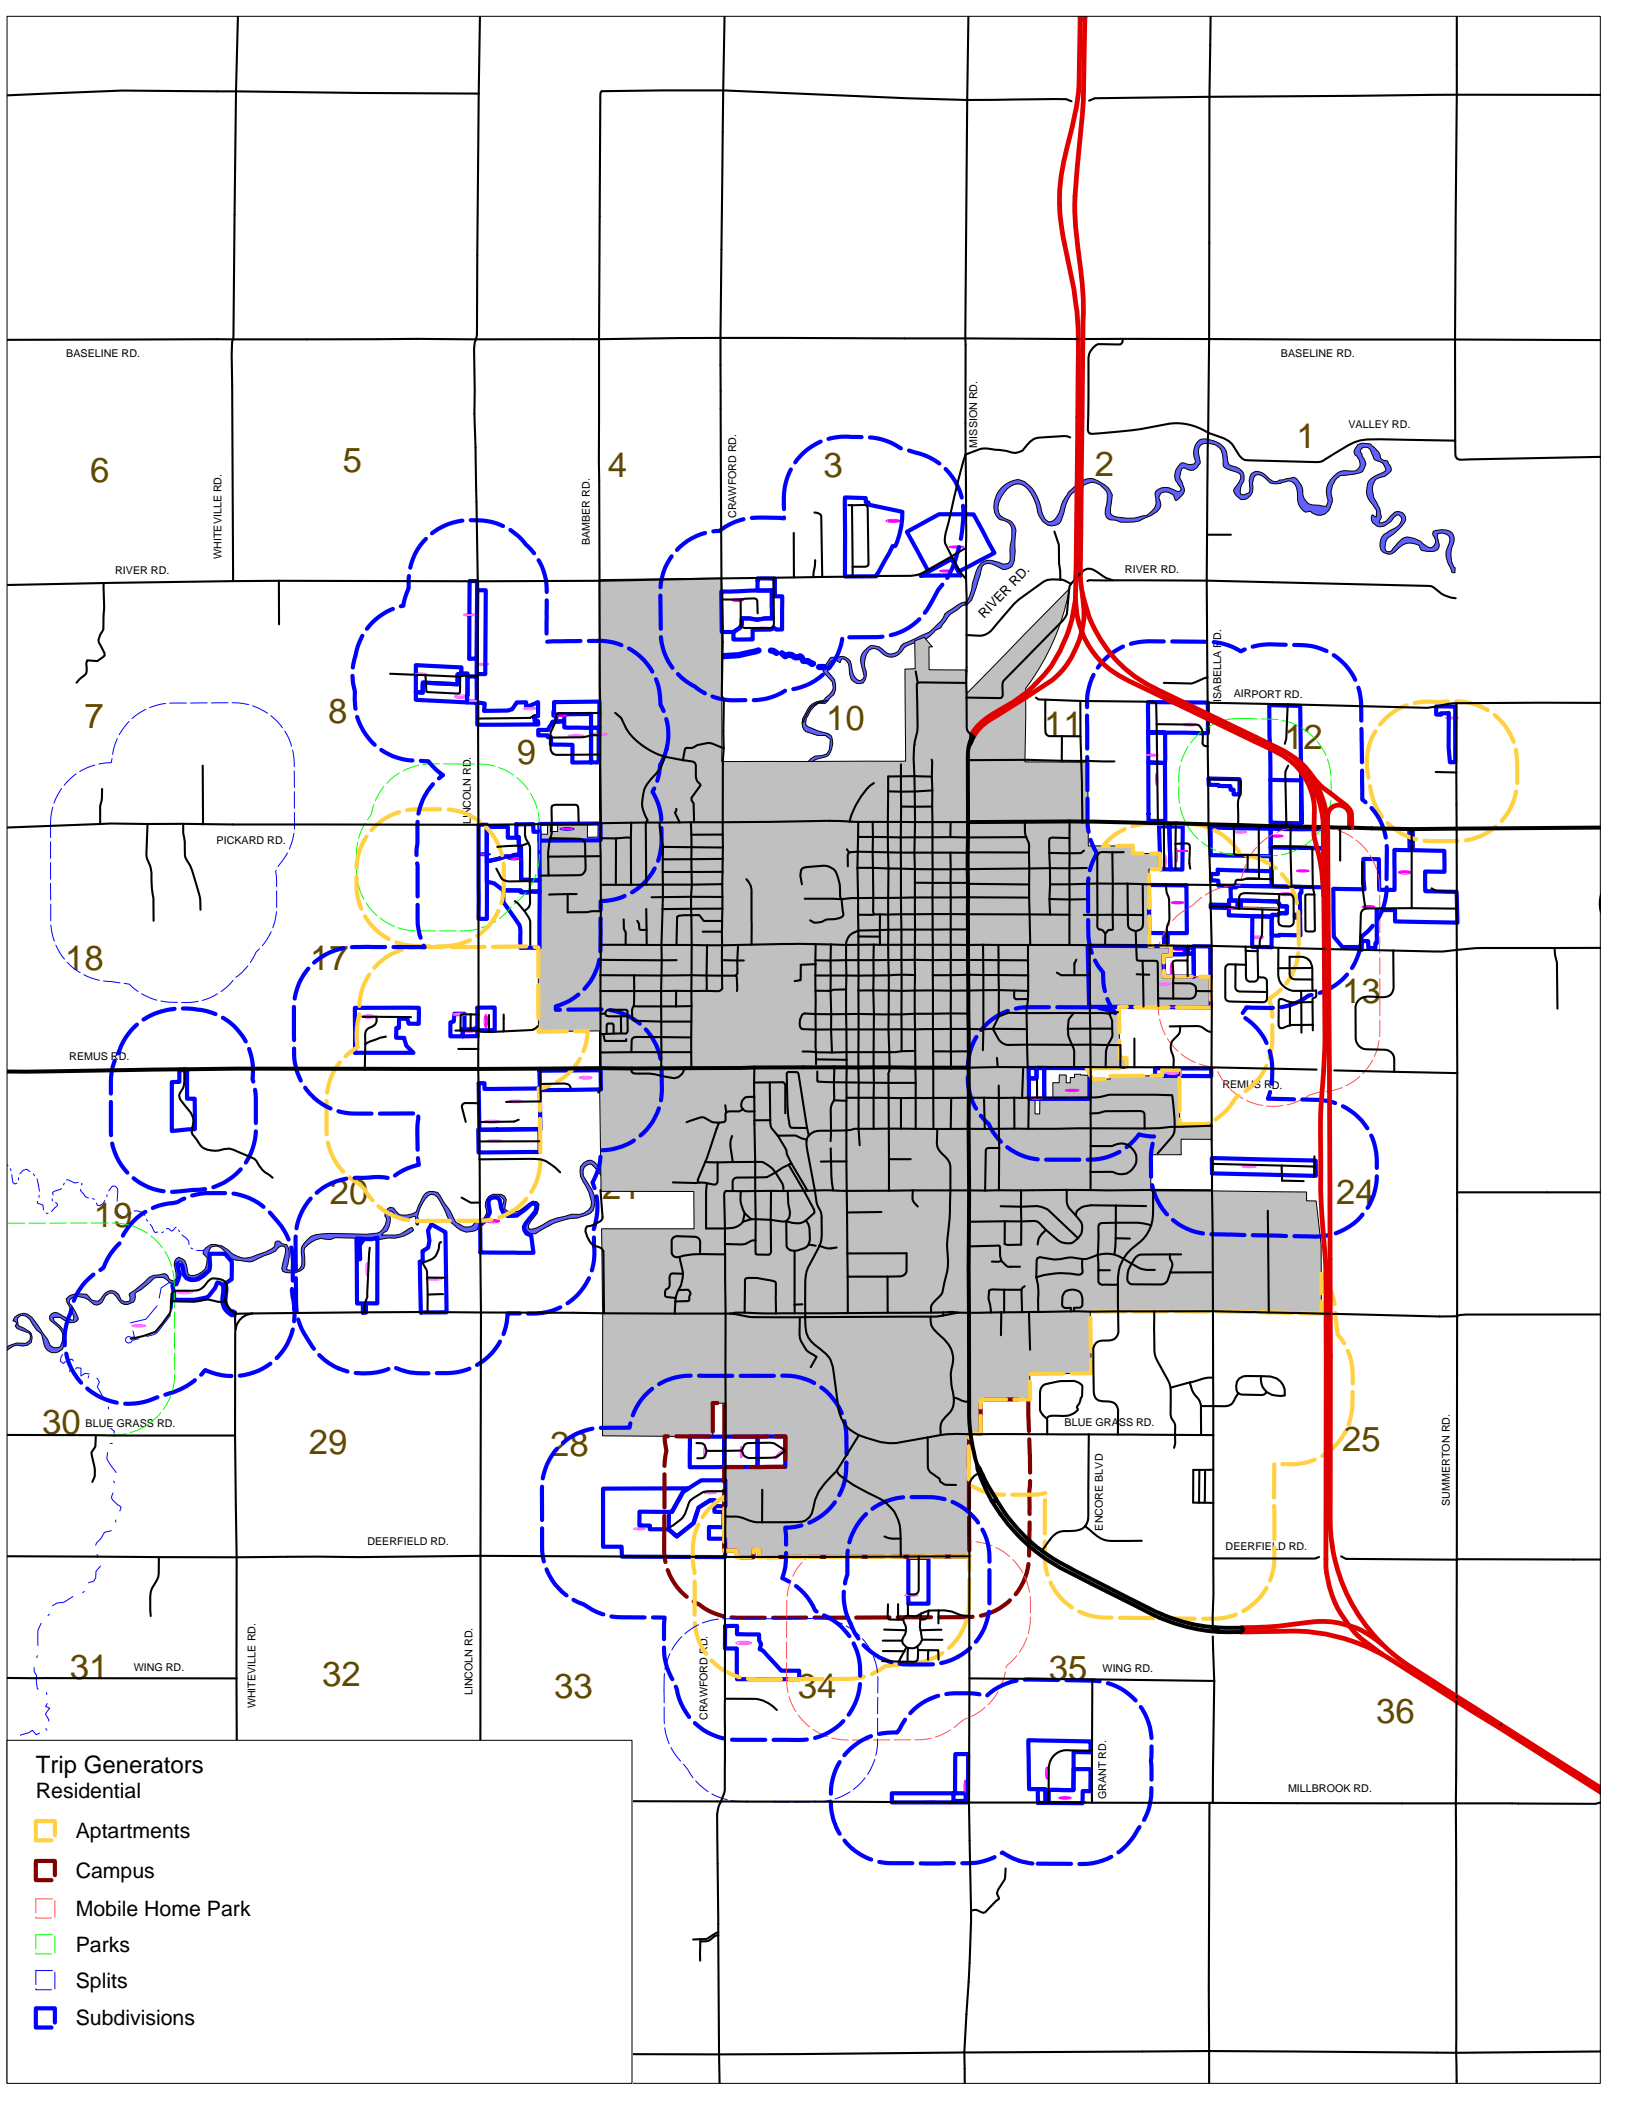 BASELINE RD.
BASELINE RD.
MISSION RD.
VALLEY RD.
1
6
5
4
3
2
CRAWFORD RD.
WHITEVILLE RD.
BAMBER RD.
RIVER RD.
RIVER RD.
RIVER RD.
ISABELLA RD.
AIRPORT RD.
7
8
9
10
11
12
LINCOLN RD.
PICKARD RD.
18
17
13
REMUS RD.
REMUS RD.
19
20
21
24
30
BLUE GRASS RD.
29
28
BLUE GRASS RD.
25
SUMMERTON RD.
ENCORE BLVD
DEERFIELD RD.
DEERFIELD RD.
31
WING RD.
WHITEVILLE RD.
32
LINCOLN RD.
33
CRAWFORD RD.
34
35
WING RD.
36
GRANT RD.
MILLBROOK RD.
Trip Generators
Residential
Aptartments
Campus
Mobile Home Park
Parks
Splits
Subdivisions